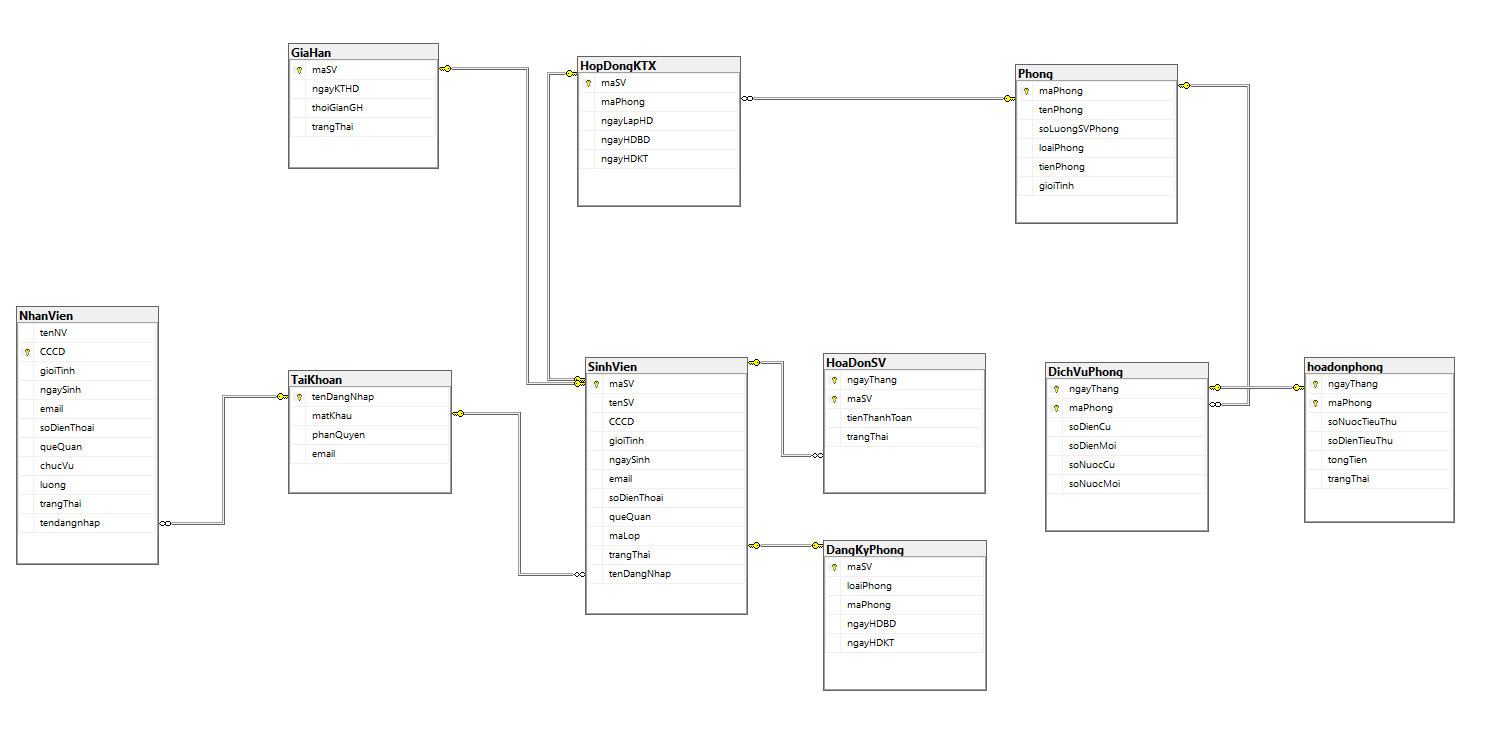 GiaHan
maSV
ngayKTHD
thoiGianGH
trangThai
HopDongKTX
maSV
maPhong
ngayLapHD
ngayHDBD
ngayHDKT
Phong
maPhong
tenPhong
soLuongSVPhong
loaiPhong
tienPhong
gioiTinh
NhanVien
tenNV
CCCD
gioiTinh
ngaySinh
email
soDienThoai
queQuan
chucVu
luong
trangThai
tendangnhap
TaiKhoan
tenDangNhap
matKhau
phanQuyen
email
SinhVien
maSV
tenSV
CCCD
gioiTinh
ngaySinh
email
soDienThoai
queQuan
maLop
trangThai
tenDangNhap
HoaDonSV
ngayThang
maSV
tienThanhToan
trangThai
DangKyPhong
maSV
loaiPhong
maPhong
ngayHDBD
ngayHDKT
DichVuPhong
ngayThang
maPhong
soDienCu
soDienMoi
soNuocCu
soNuocMoi
hoadonphong
ngayThang
maPhong
soNuocTieuThu
soDienTieuThu
tongTien
trangThai